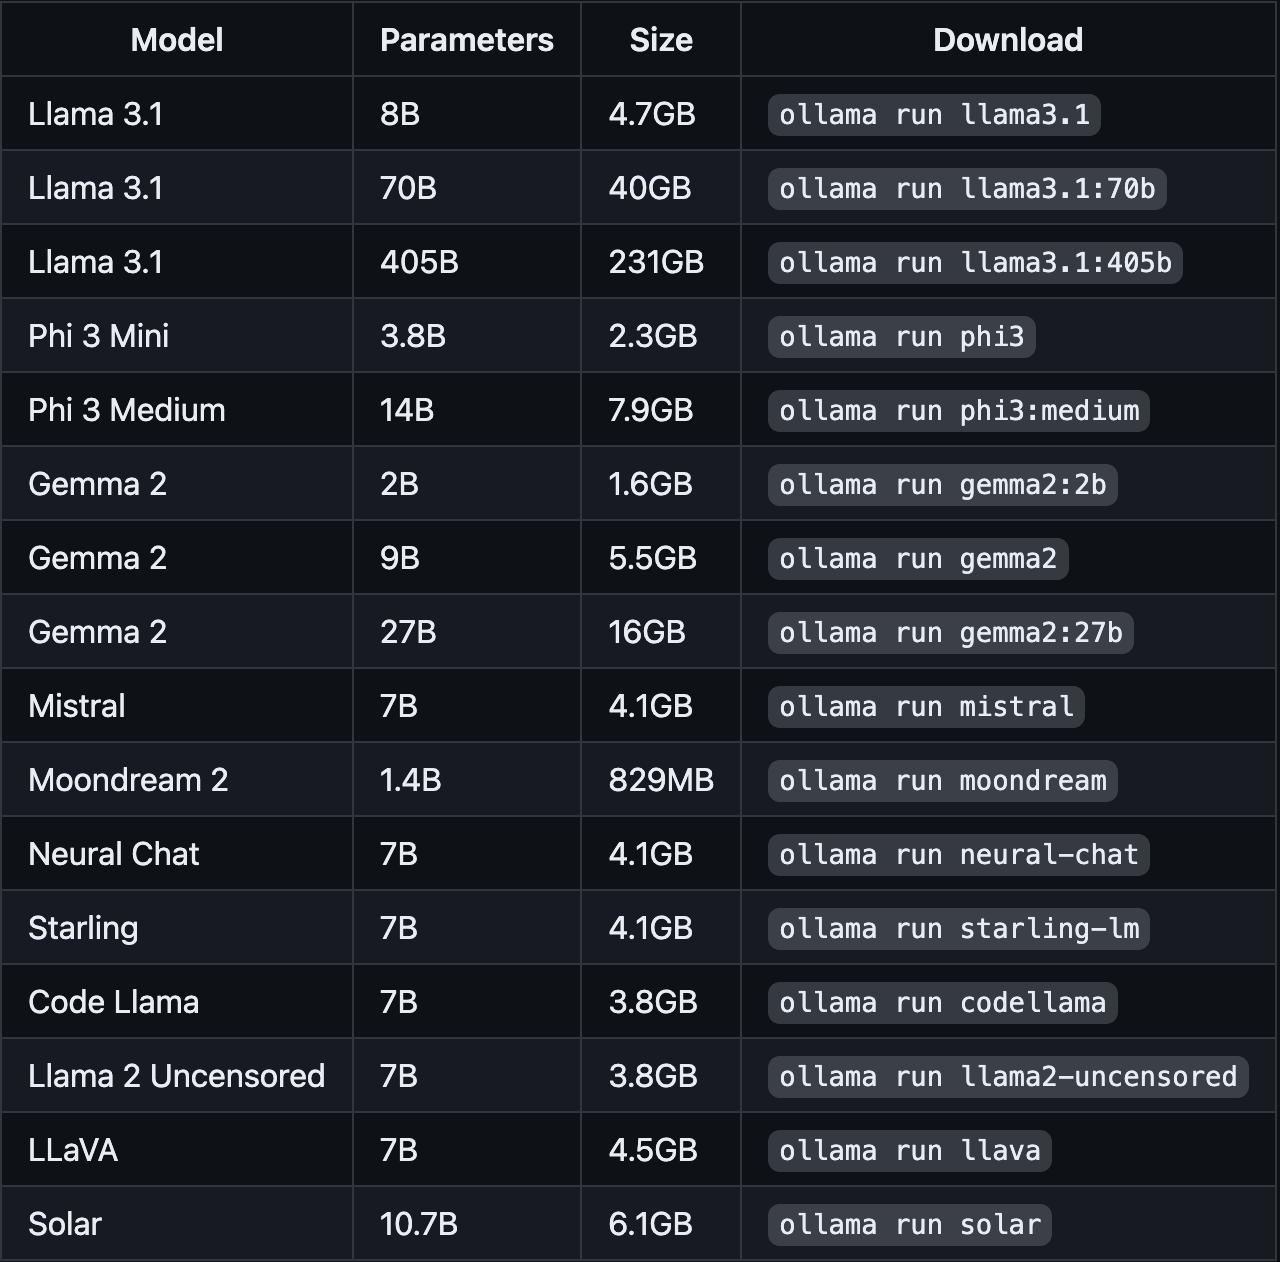 Model Parameters Size Download
Llama 3.1 8B 4.7GB ollama run llama3.1
Llama 3.1 70B 40GB ollama run llama3.1:70b
Llama 3.1 405B 231GB ollama run llama3.1:405b
Phi 3 Mini 3.8B 2.3GB ollama run phi3
Phi 3 Medium 14B 7.9GB ollama run phi3:medium
Gemma 2 2B 1.6GB ollama run gemma2:2b
Gemma 2 9B 5.5GB ollama run gemma2
Gemma 2 27B 16GB ollama run gemma2:27b
Mistral 7B 4.1GB ollama run mistral
Moondream 2 1.4B 829MB ollama run moondream
Neural Chat 7B 4.1GB ollama run neural-chat
Starling 7B 4.1GB ollama run starling-lm
Code Llama 7B 3.8GB ollama run codellama
Llama 2 Uncensored 7B 3.8GB ollama run llama2-uncensored
LLaVA 7B 4.5GB ollama run llava
Solar 10.7B 6.1GB ollama run solar